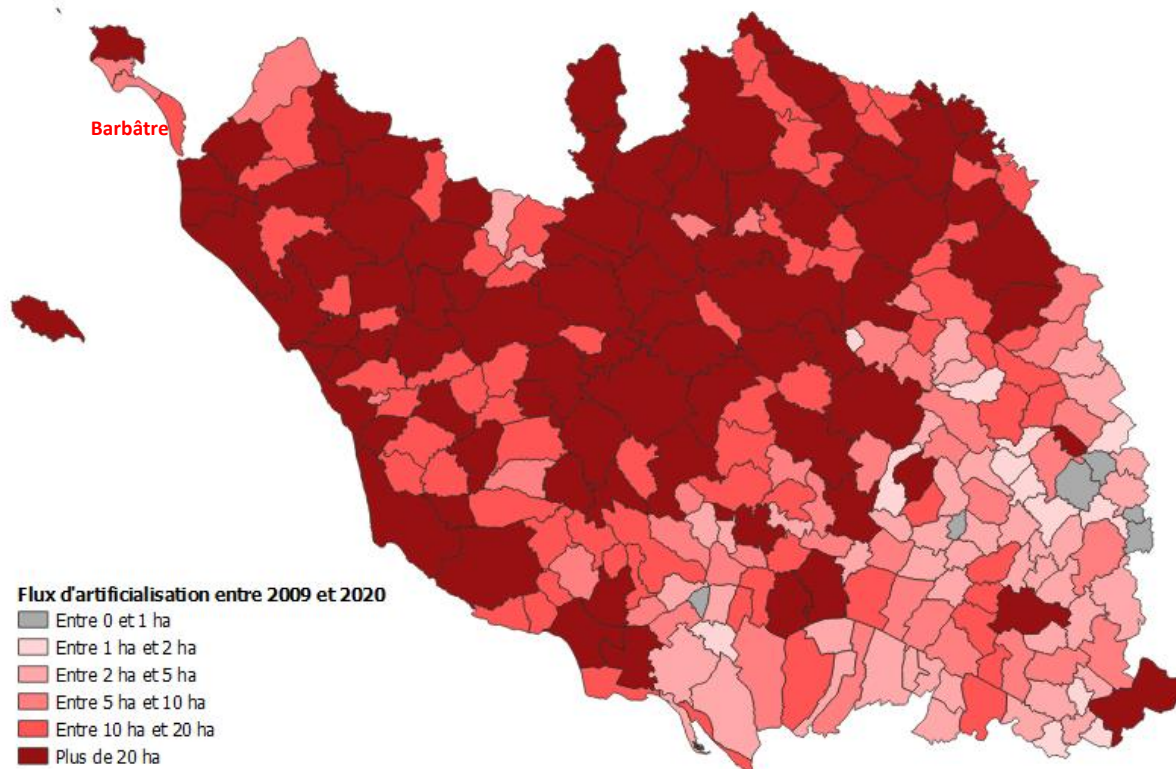 Barbâtre
Flux d'artificialisation entre 2009 et 2020
Entre 0 et 1 ha
Entre 1 ha et 2 ha
Entre 2 ha et 5 ha
Entre 5 ha et 10 ha
Entre 10 ha et 20 ha
Plus de 20 ha